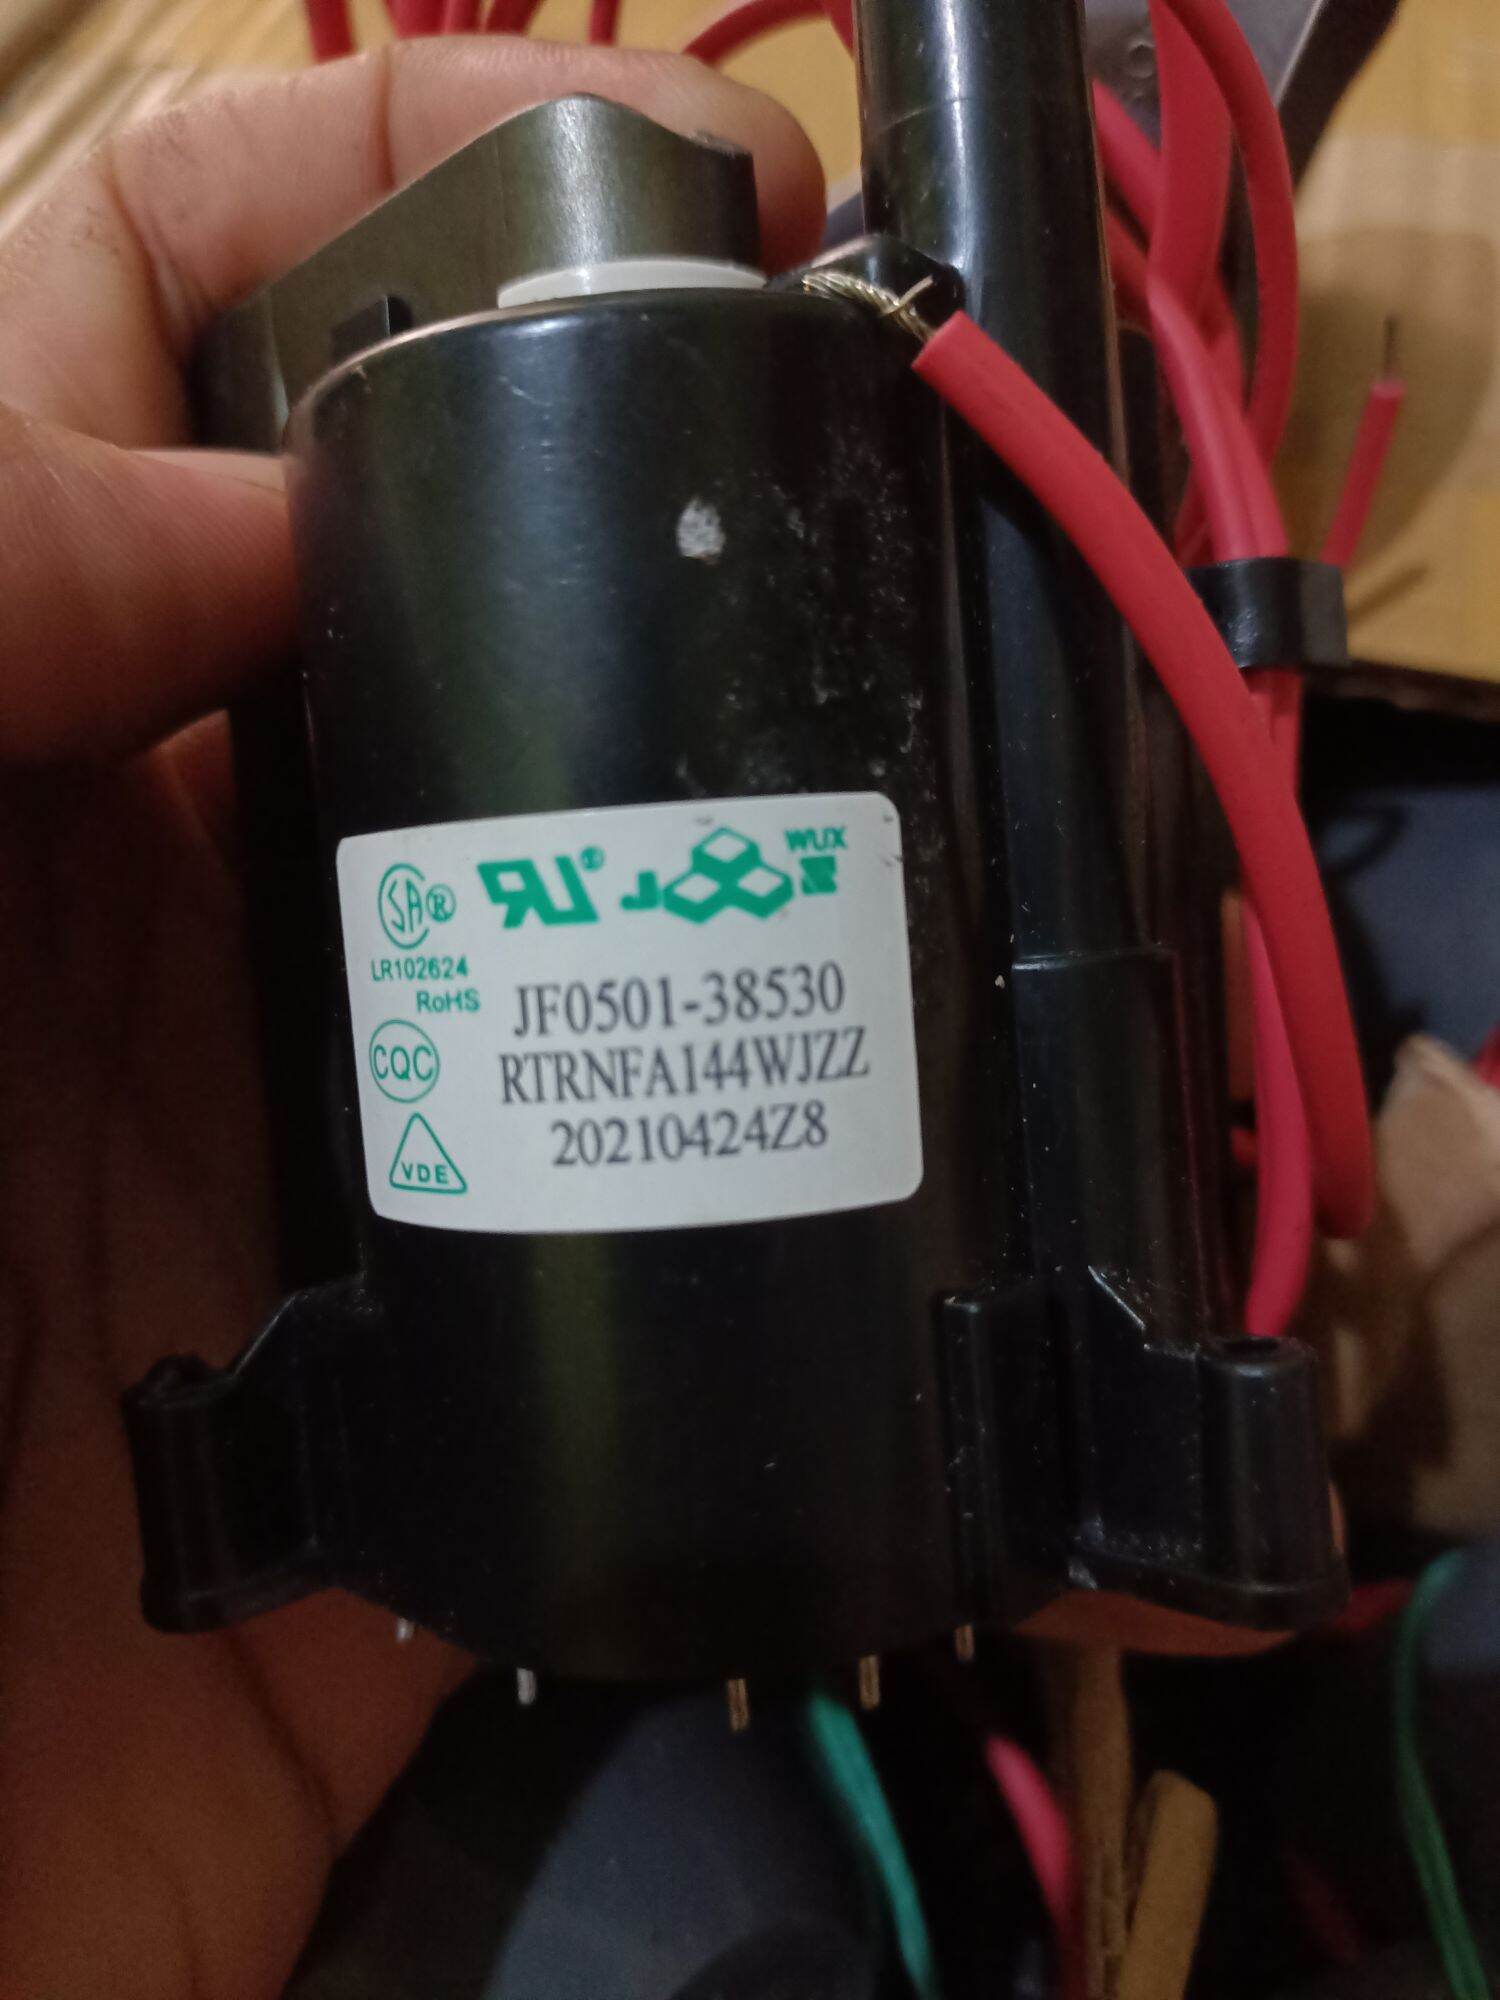 WUX
JF0501-38530
RTRNFA144WJZZ
20210424Z8
LR102624
RoHS
CQC
VDE